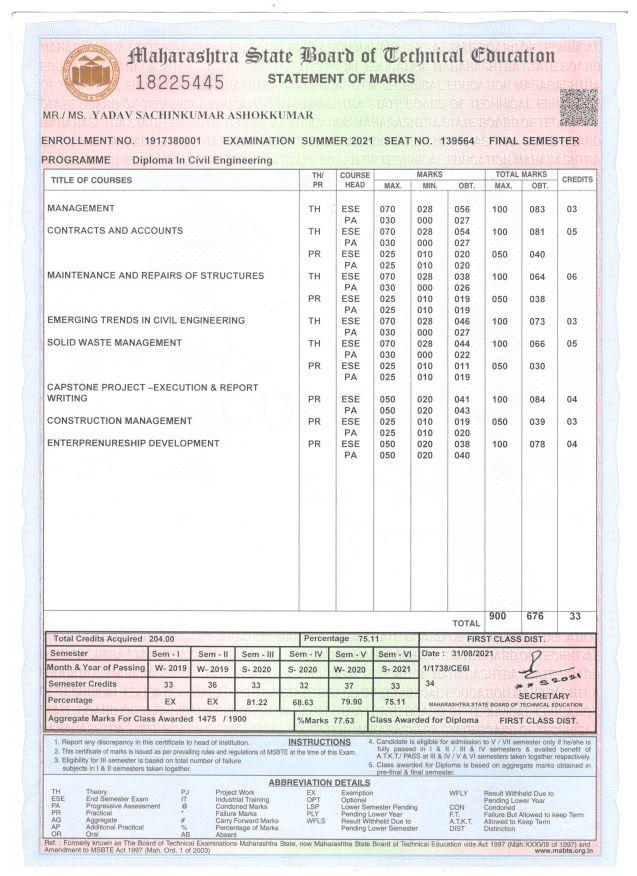 Maharashtra State Board of Technical Education
18225445
STATEMENT OF MARKS
MR./ MS. YADAV SACHINKUMAR ASHOKKUMAR
ENROLLMENT NO. 1917380001 EXAMINATION SUMMER 2021 SEAT NO. 139564 FINAL SEMESTER
PROGRAMME Diploma In Civil Engineering
TITLE OF COURSES TH/ PR COURSE HEAD MARKS TOTAL MARKS CREDITS
MAX. MIN. OBT. MAX. OBT.
MANAGEMENT TH ESE 070 028 056 100 083 03
PA 030 000 027
CONTRACTS AND ACCOUNTS TH ESE 070 028 054 100 081 05
PA 030 000 027
PR ESE 025 010 020 050 040
PA 025 010 020
MAINTENANCE AND REPAIRS OF STRUCTURES TH ESE 070 028 038 100 064 06
PA 030 000 026
PR ESE 025 010 019 050 038
PA 025 010 019
EMERGING TRENDS IN CIVIL ENGINEERING TH ESE 070 028 046 100 073 03
PA 030 000 027
SOLID WASTE MANAGEMENT TH ESE 070 028 044 100 066 05
PA 030 000 022
PR ESE 025 010 011 050 030
PA 025 010 019
CAPSTONE PROJECT –EXECUTION & REPORT
WRITING PR ESE 050 020 041 100 084 04
PA 050 020 043
CONSTRUCTION MANAGEMENT PR ESE 025 010 019 050 039 03
PA 025 010 020
ENTERPRENURESHIP DEVELOPMENT PR ESE 050 020 038 100 078 04
PA 050 020 040
TOTAL 900 676 33
Total Credits Acquired 204.00 Percentage 75.11 FIRST CLASS DIST.
Semester Sem - I Sem - II Sem - III Sem - IV Sem - V Sem - VI Date : 31/08/2021
Month & Year of Passing W- 2019 W- 2019 S- 2020 S- 2020 W- 2020 S- 2021 1/1738/CE6I
Semester Credits 33 36 33 32 37 33 34
Percentage EX EX 81.22 68.63 79.90 75.11
SECRETARY
MAHARASHTRA STATE BOARD OF TECHNICAL EDUCATION
Aggregate Marks For Class Awarded 1475 / 1900 %Marks 77.63 Class Awarded for Diploma FIRST CLASS DIST.
INSTRUCTIONS
1. Report any discrepancy in this certificate to head of Institution.
2. This certificate of marks is issued as per prevailing rules and regulations of MSBTE at the time of this Exam.
3. Eligibility for III semester is based on total number of failure
subjects in I & II semesters taken together.
4. Candidate is eligible for admission to V / VII semester only if he/she is
fully passed in I & II / III & IV semesters & availed benefit of
A.T.K.T./ PASS at III & IV / V & VI semesters taken together respectively.
5. Class awarded for Diploma is based on aggregate marks obtained in
pre-final & final semester.
ABBREVIATION DETAILS
TH Theory PJ Project Work EX Exemption WFLY Result Withheld Due to
ESE End Semester Exam IT Industrial Training OPT Optional Pending Lower Year
PA Progressive Assessment @ Condoned Marks LSP Lower Semester Pending CON Condoned
PR Practical * Failure Marks PLY Pending Lower Year F.T. Failure But Allowed to Keep Term
AG Aggregate # Carry Forward Marks WFLS Result Withheld Due to A.T.K.T. Allowed to Keep Term
AP Additional Practical % Percentage of Marks Pending Lower Semester DIST Distinction
OR Oral AB Absent
Ref. : Formerly known as The Board of Technical Examinations Maharashtra State, now Maharashtra State Board of Technical Education vide Act 1997 (Mah XXXVIII of 1997) and
Amendment to MSBTE Act 1997 (Mah. Ord. 1 of 2003) www.msbte.org.in